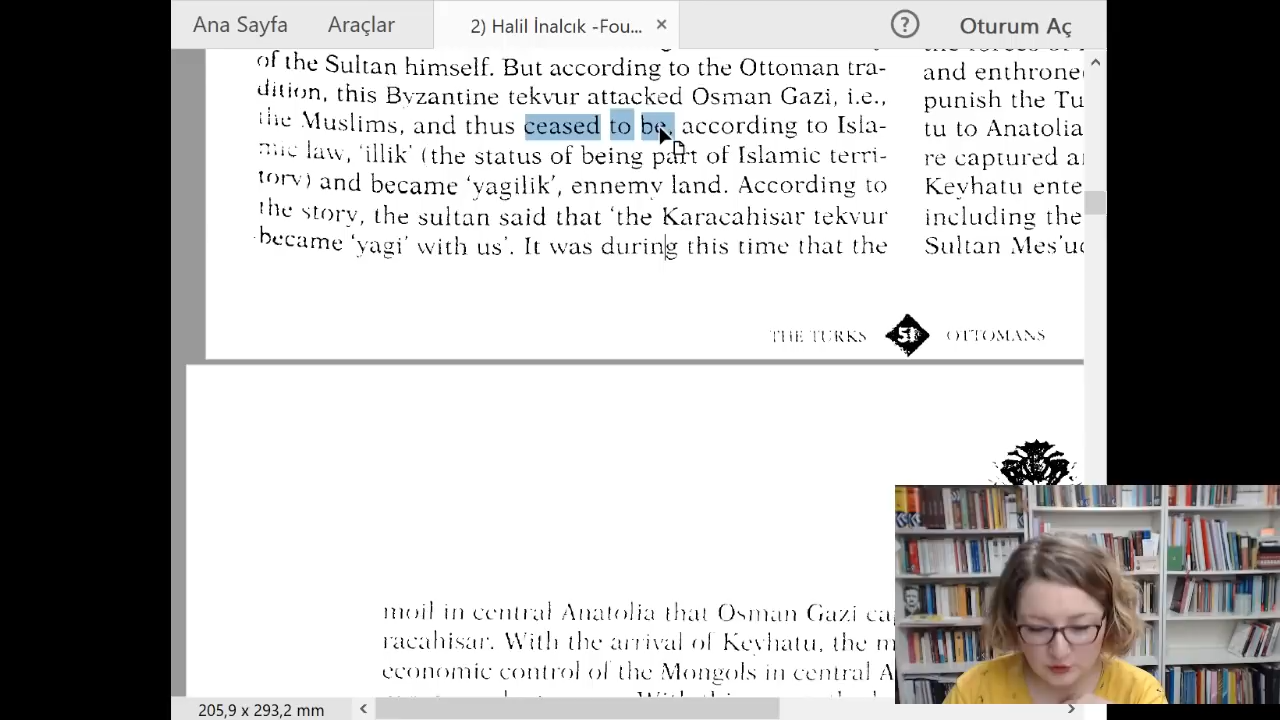 Ana Sayfa
Araçlar
2) Halil İnalcık -Fou...
Oturum Aç
of the Sultan himself. But according to the Ottoman tra-
dition, this Byzantine tekvur attacked Osman Gazi, i.e.,
the Muslims, and thus ceased to be, according to Isla-
mic law, 'illik' (the status of being part of Islamic terri-
tory) and became 'yagilik', ennemy land. According to
the story, the sultan said that 'the Karacahisar tekvur
became 'yagi' with us'. It was during this time that the
and enthrone
punish the Tu
tu to Anatolia
re captured a
Keyhatu ente
including the
Sultan Mes'u
THE TURKS 51 OTTOMANS
moil in central Anatolia that Osman Gazi ca
racahisar. With the arrival of Keyhatu, the m
economic control of the Mongols in central A
205,9 x 293,2 mm